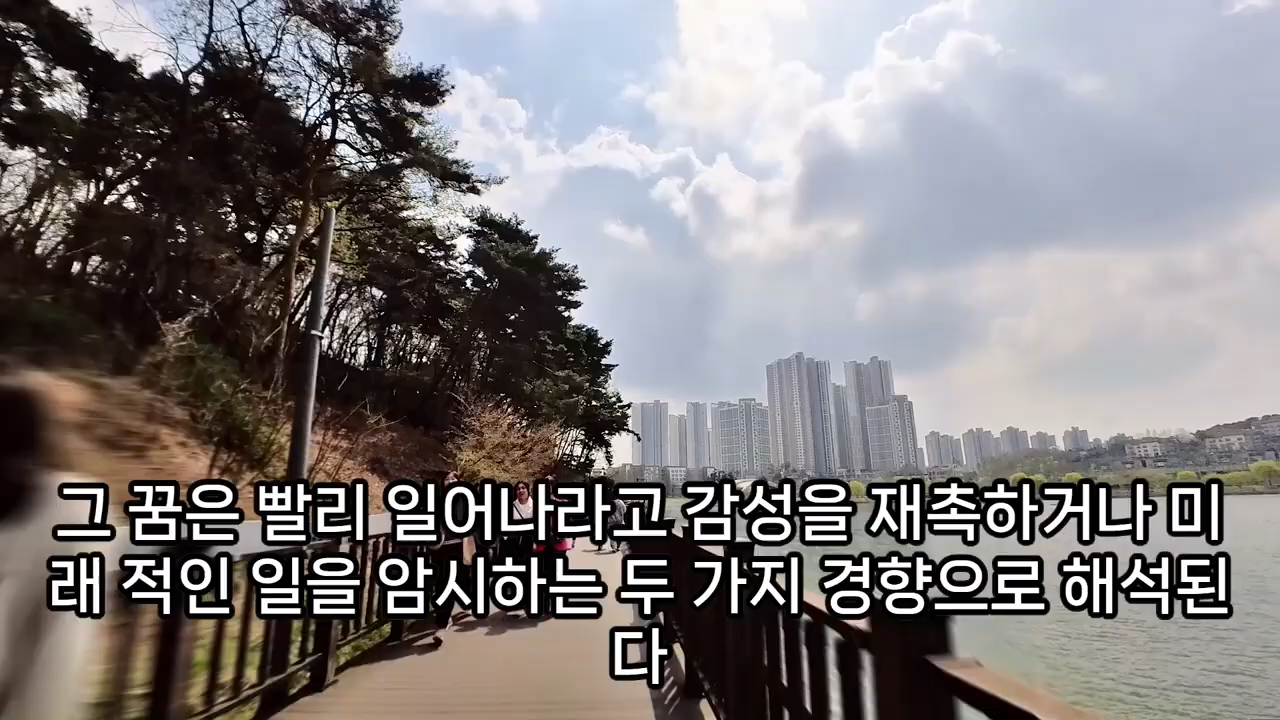 그 꿈은 빨리 일어나라고 감성을 재촉하거나 미
래 적인 일을 암시하는 두 가지 경향으로 해석된
다